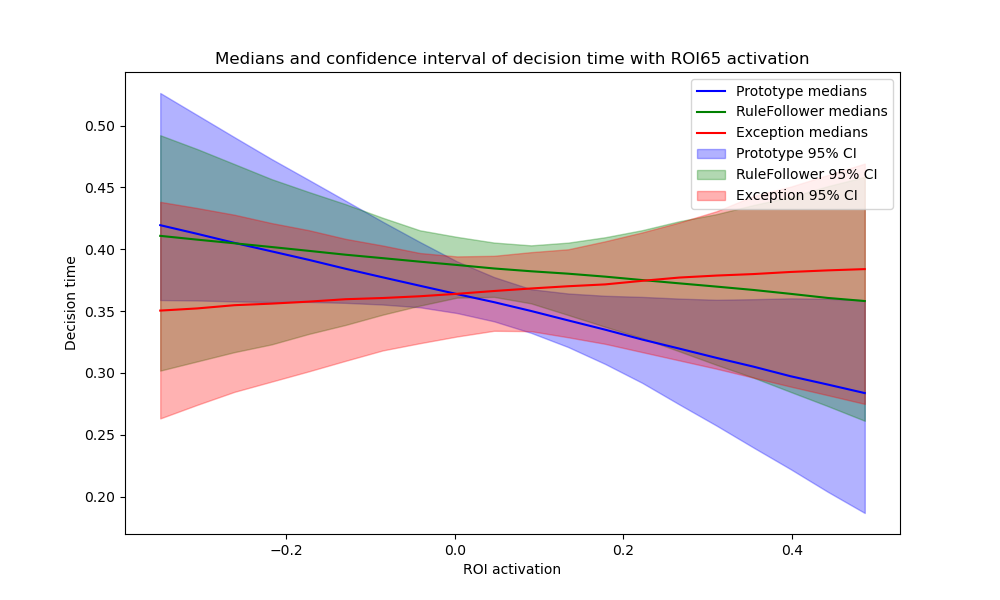 Medians and confidence interval of decision time with ROI65 activation
Prototype medians
RuleFollower medians
Exception medians
Prototype 95% CI
RuleFollower 95% CI
Exception 95% CI
Decision time
0.50
0.45
0.40
0.35
0.30
0.25
0.20
−0.2
0.0
0.2
0.4
ROI activation